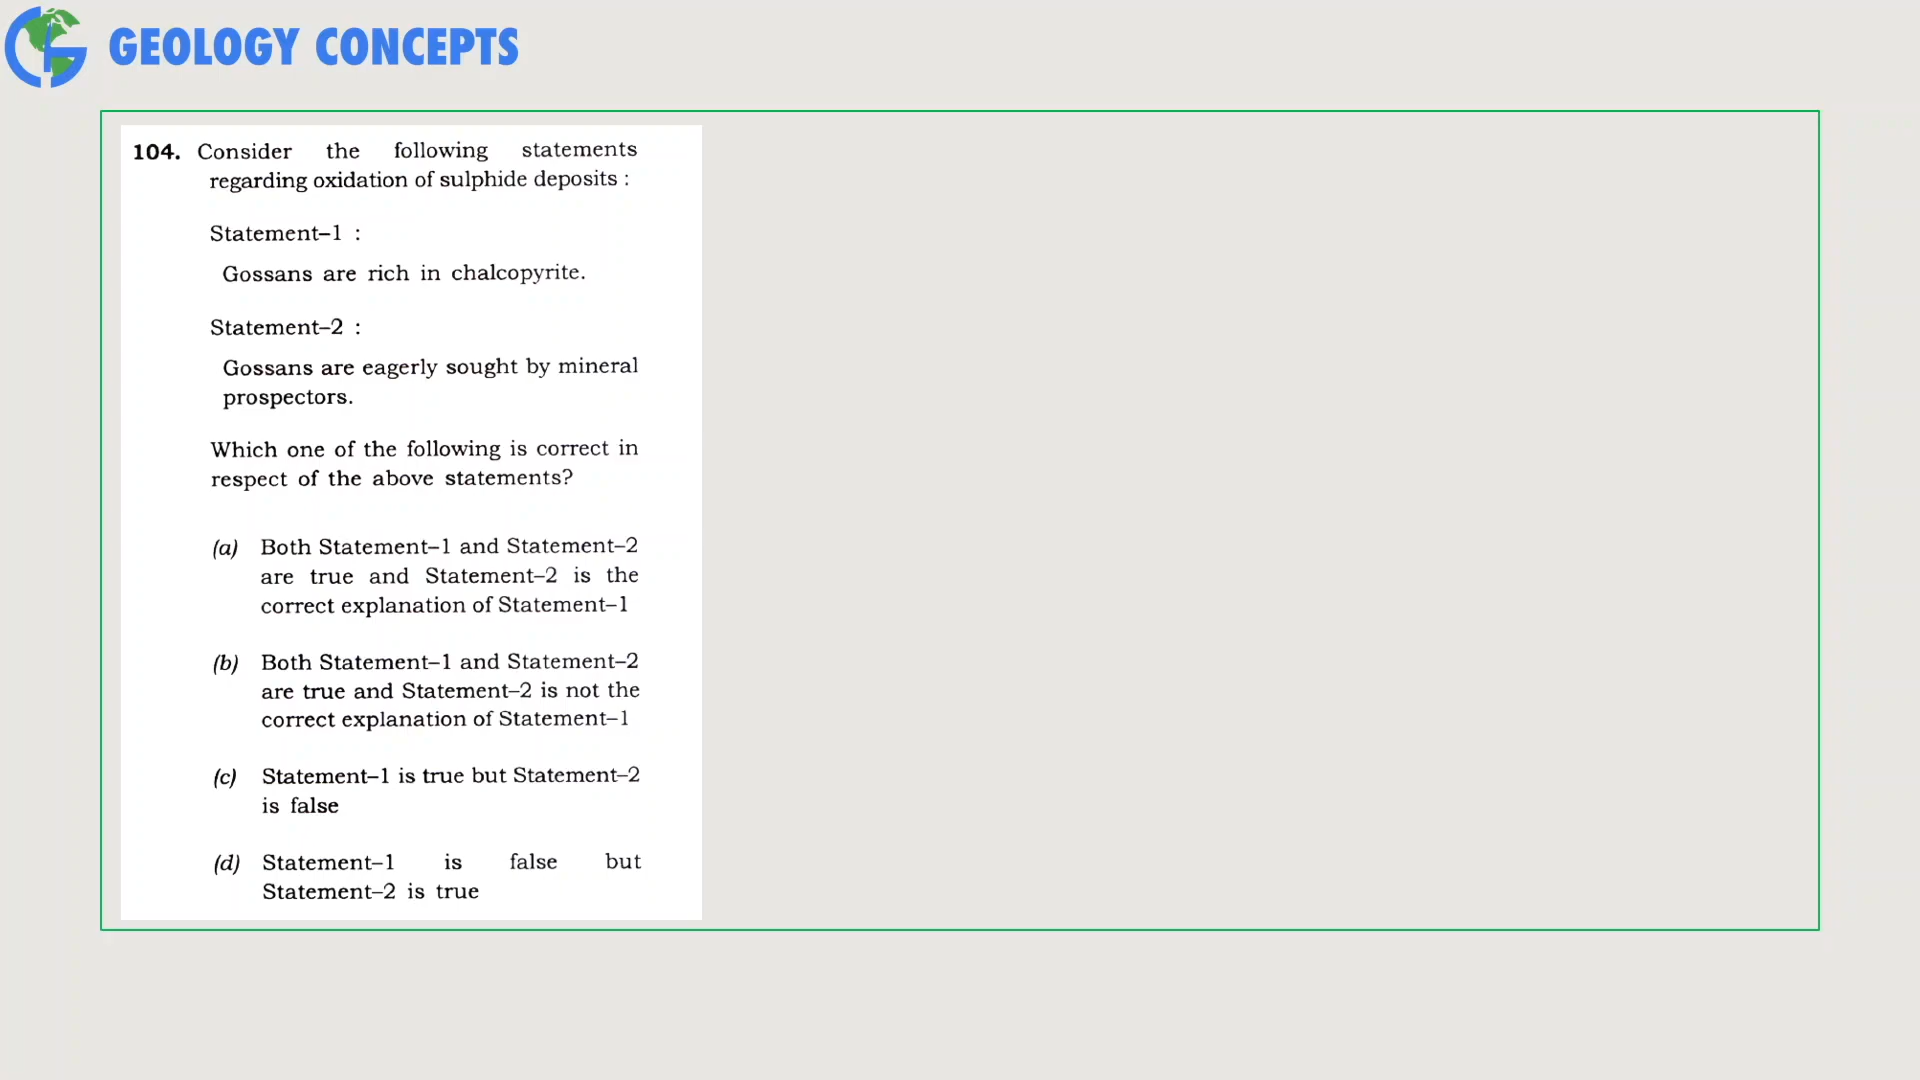 GEOLOGY CONCEPTS
104. Consider the following statements
regarding oxidation of sulphide deposits :
Statement–1 :
Gossans are rich in chalcopyrite.
Statement–2 :
Gossans are eagerly sought by mineral
prospectors.
Which one of the following is correct in
respect of the above statements?
(a) Both Statement–1 and Statement–2
are true and Statement–2 is the
correct explanation of Statement–1
(b) Both Statement–1 and Statement–2
are true and Statement–2 is not the
correct explanation of Statement–1
(c) Statement–1 is true but Statement–2
is false
(d) Statement–1 is false but
Statement–2 is true